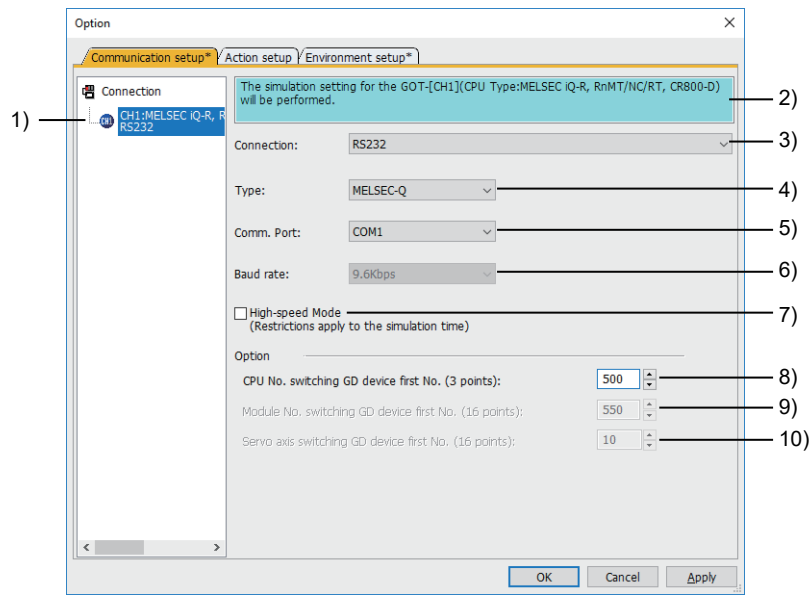 Option
Communication setup*
Action setup
Environment setup*
Connection
CH1:MELSEC iQ-R, R
RS232
1)
The simulation setting for the GOT-[CH1](CPU Type:MELSEC iQ-R, RnMT/NC/RT, CR800-D)
will be performed.
2)
Connection:
RS232
3)
Type:
MELSEC-Q
4)
Comm. Port:
COM1
5)
Baud rate:
9.6Kbps
6)
High-speed Mode
(Restrictions apply to the simulation time)
7)
Option
CPU No. switching GD device first No. (3 points):
500
8)
Module No. switching GD device first No. (16 points):
550
9)
Servo axis switching GD device first No. (16 points):
10
10)
OK
Cancel
Apply